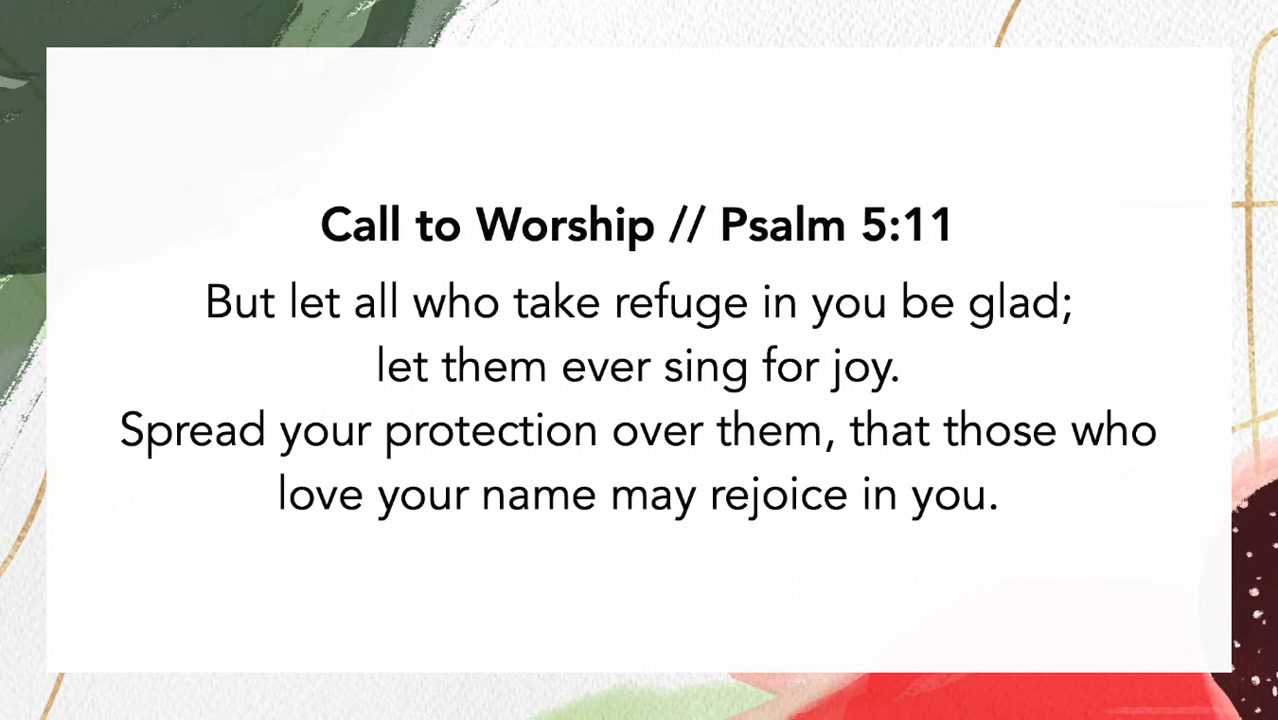 Call to Worship // Psalm 5:11
But let all who take refuge in you be glad;
let them ever sing for joy.
Spread your protection over them, that those who
love your name may rejoice in you.